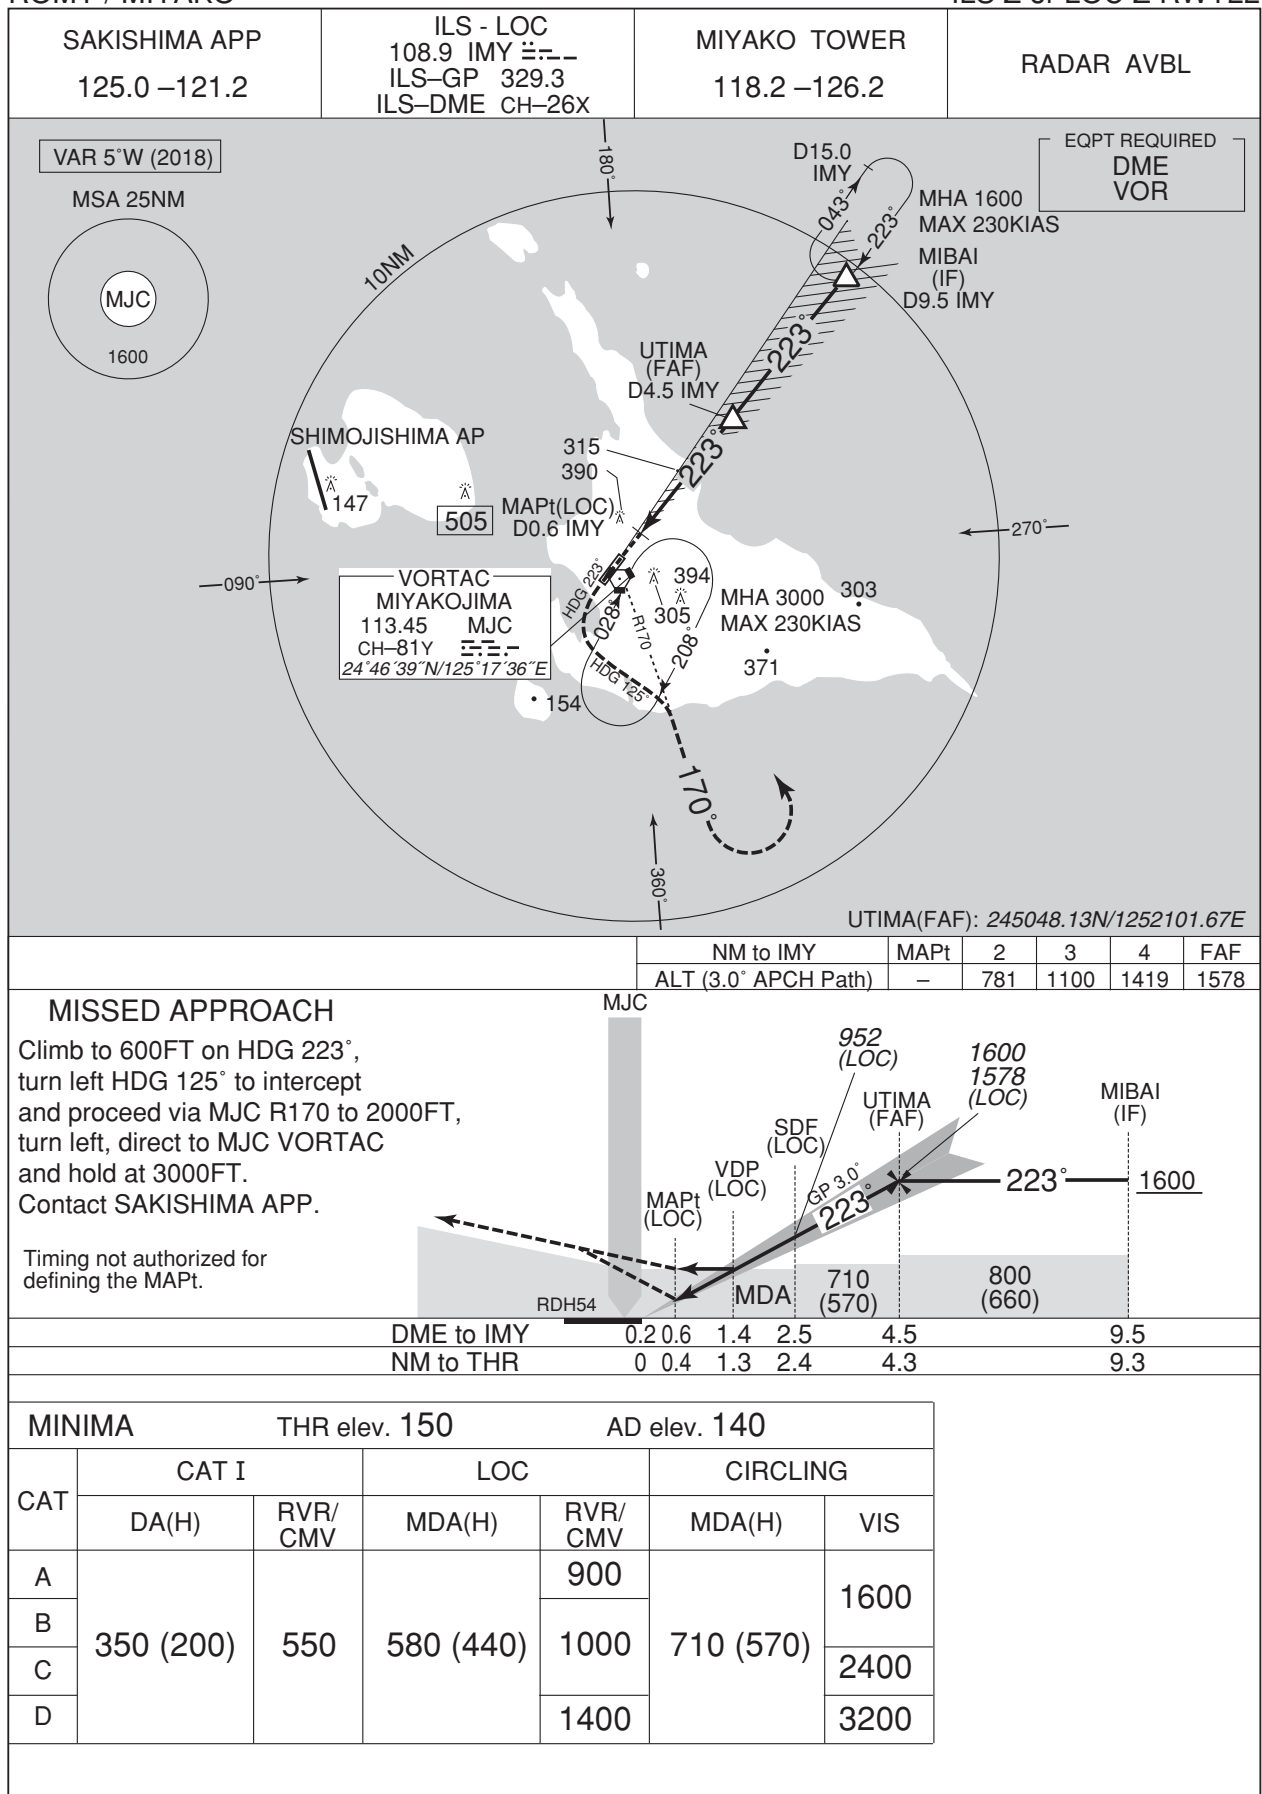 SAKISHIMA APP
125.0 –121.2
ILS - LOC
108.9 IMY
ILS–GP 329.3
ILS–DME CH–26X
MIYAKO TOWER
118.2 –126.2
RADAR AVBL
VAR 5˚W (2018)
MSA 25NM
MJC
1600
EQPT REQUIRED
DME
VOR
180˚
D15.0
IMY
043˚
223˚
MHA 1600
MAX 230KIAS
MIBAI
(IF)
D9.5 IMY
10NM
223˚
UTIMA
(FAF)
D4.5 IMY
223˚
SHIMOJISHIMA AP
147
505
315
390
MAPt(LOC)
D0.6 IMY
270˚
090˚
VORTAC
MIYAKOJIMA
113.45 MJC
CH–81Y
24˚46´39˝N/125˚17´36˝E
HDG 223˚
028˚
R170
208˚
HDG 125˚
394
305
MHA 3000
MAX 230KIAS
303
371
154
170˚
360˚
UTIMA(FAF): 245048.13N/1252101.67E
NM to IMY MAPt 2 3 4 FAF
ALT (3.0˚ APCH Path) – 781 1100 1419 1578
MISSED APPROACH
Climb to 600FT on HDG 223˚,
turn left HDG 125˚ to intercept
and proceed via MJC R170 to 2000FT,
turn left, direct to MJC VORTAC
and hold at 3000FT.
Contact SAKISHIMA APP.
Timing not authorized for
defining the MAPt.
MJC
952
(LOC)
1600
1578
(LOC)
MIBAI
(IF)
UTIMA
(FAF)
SDF
(LOC)
VDP
(LOC)
MAPt
(LOC)
GP 3.0˚
223˚
223˚
1600
RDH54
MDA
710
(570)
800
(660)
DME to IMY 0.2 0.6 1.4 2.5 4.5 9.5
NM to THR 0 0.4 1.3 2.4 4.3 9.3
MINIMA THR elev. 150 AD elev. 140
CAT
CAT I LOC CIRCLING
DA(H) RVR/CMV MDA(H) RVR/CMV MDA(H) VIS
A 900
1600
B
350 (200) 550 580 (440) 1000 710 (570)
C 2400
D 1400 3200